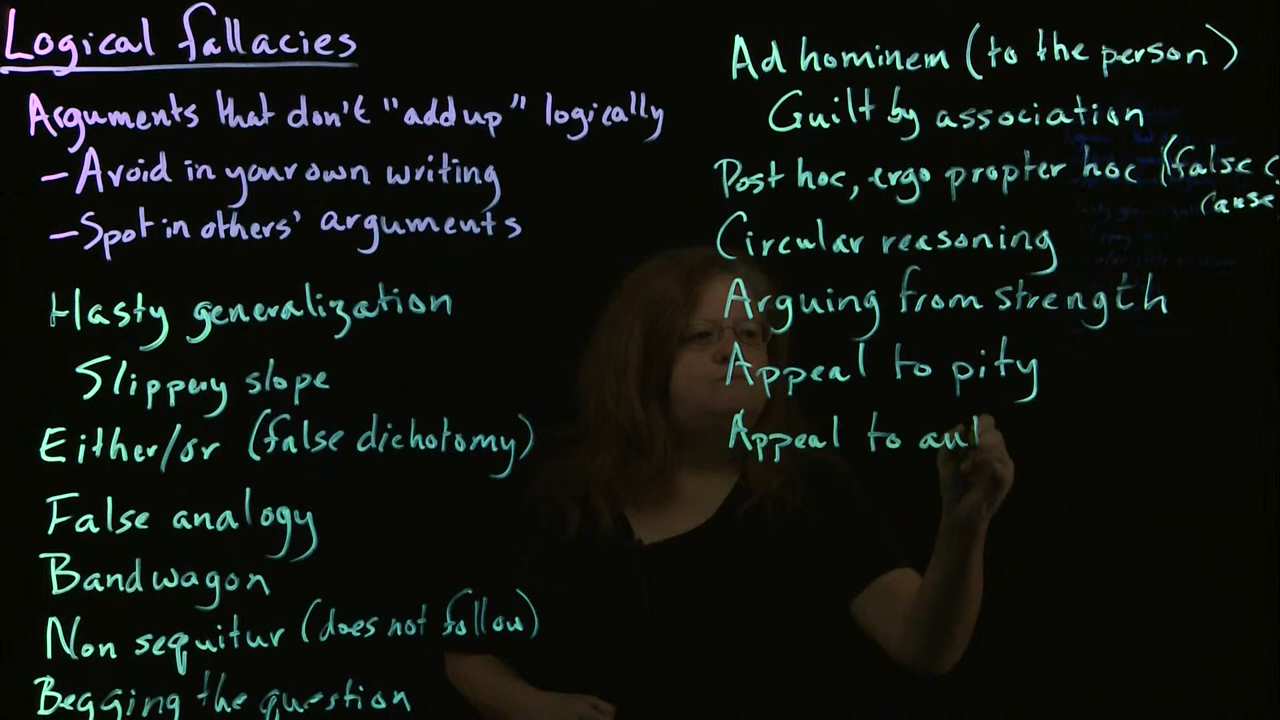 Logical fallacies
Arguments that don't "add up" logically
- Avoid in your own writing
- Spot in others' arguments
Hasty generalization
Slippery slope
Either/or (false dichotomy)
False analogy
Bandwagon
Non sequitur (does not follow)
Begging the question
Ad hominem (to the person)
Guilt by association
Post hoc, ergo propter hoc (false
cause
Circular reasoning
Arguing from strength
Appeal to pity
Appeal to